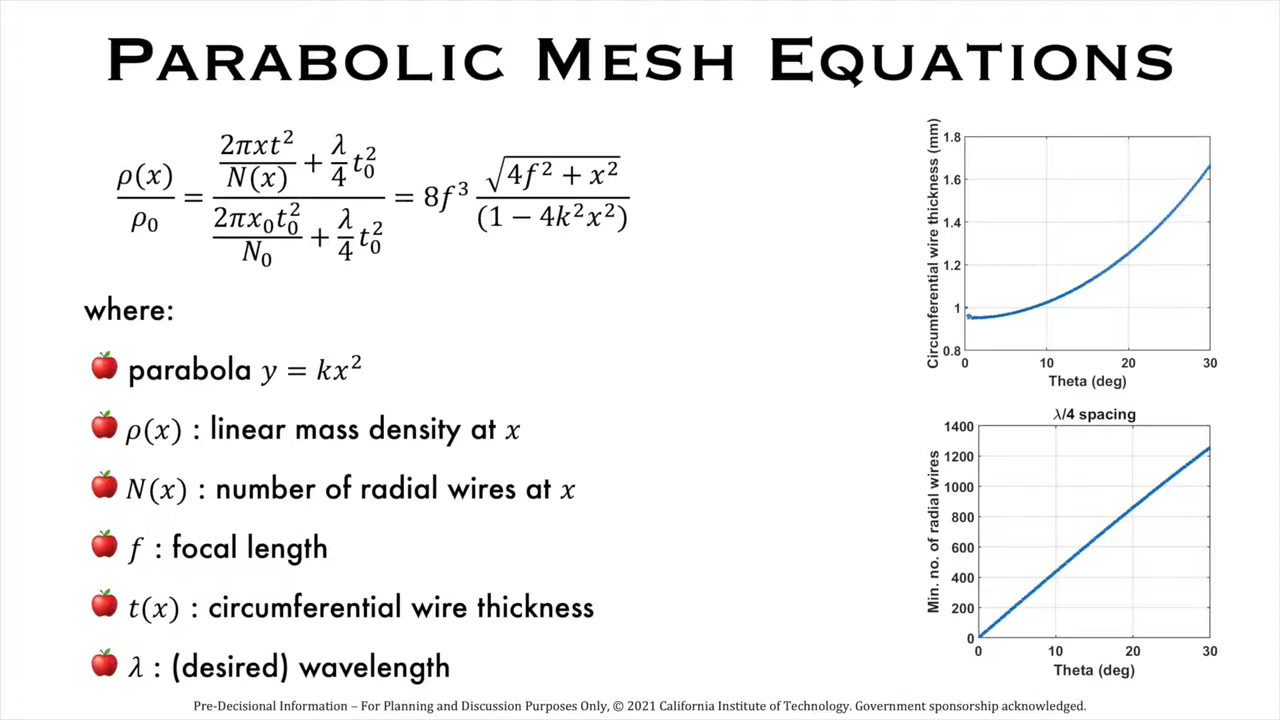 PARABOLIC MESH EQUATIONS
ρ(x)/ρ₀ = (2πxt²/N(x) + λ/4 t₀²)/(2πx₀t₀²/N₀ + λ/4 t₀²) = 8f³ √(4f² + x²)/(1 − 4k²x²)
where:
parabola y = kx²
ρ(x) : linear mass density at x
N(x) : number of radial wires at x
f : focal length
t(x) : circumferential wire thickness
λ : (desired) wavelength
Circumferential wire thickness (mm)
1.8
1.6
1.4
1.2
1
0.8
0 10 20 30
Theta (deg)
λ/4 spacing
Min. no. of radial wires
1400
1200
1000
800
600
400
200
0
0 10 20 30
Theta (deg)
Pre-Decisional Information – For Planning and Discussion Purposes Only, © 2021 California Institute of Technology. Government sponsorship acknowledged.